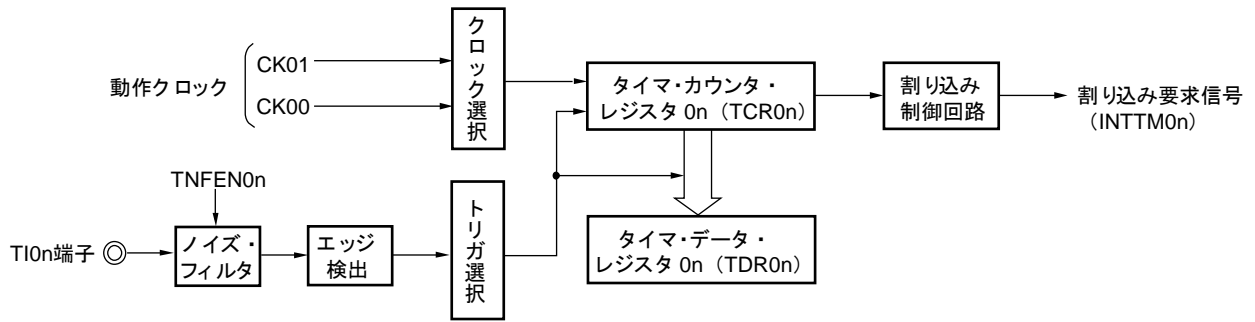 動作クロック
CK01
CK00
クロック選択
タイマ・カウンタ・
レジスタ 0n（TCR0n）
割り込み
制御回路
割り込み要求信号
（INTTM0n）
TNFEN0n
TI0n端子
ノイズ・
フィルタ
エッジ
検出
トリガ選択
タイマ・データ・
レジスタ 0n（TDR0n）